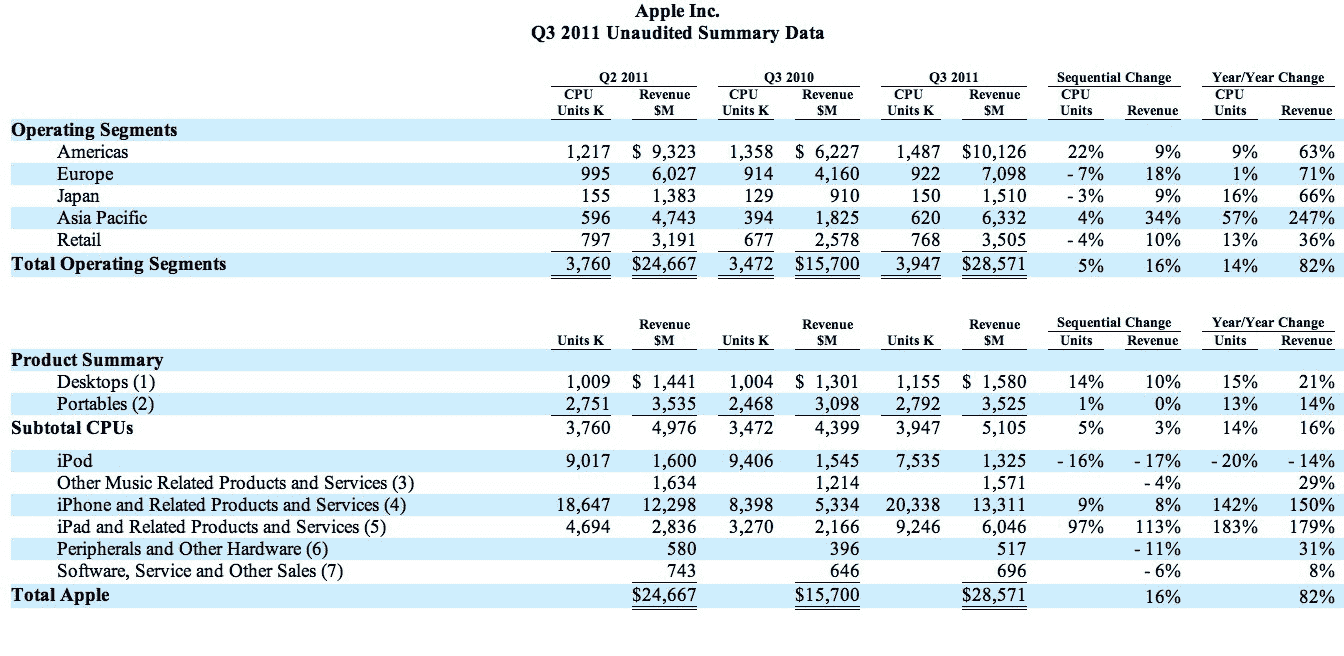 Apple Inc.
Q3 2011 Unaudited Summary Data
Q2 2011 Q3 2010 Q3 2011 Sequential Change Year/Year Change
CPU Revenue CPU Revenue CPU Revenue CPU CPU
Units K $M Units K $M Units K $M Units Revenue Units Revenue
Operating Segments
Americas 1,217 $ 9,323 1,358 $ 6,227 1,487 $10,126 22% 9% 9% 63%
Europe 995 6,027 914 4,160 922 7,098 - 7% 18% 1% 71%
Japan 155 1,383 129 910 150 1,510 - 3% 9% 16% 66%
Asia Pacific 596 4,743 394 1,825 620 6,332 4% 34% 57% 247%
Retail 797 3,191 677 2,578 768 3,505 - 4% 10% 13% 36%
Total Operating Segments 3,760 $24,667 3,472 $15,700 3,947 $28,571 5% 16% 14% 82%
Revenue Revenue Revenue Sequential Change Year/Year Change
Units K $M Units K $M Units K $M Units Revenue Units Revenue
Product Summary
Desktops (1) 1,009 $ 1,441 1,004 $ 1,301 1,155 $ 1,580 14% 10% 15% 21%
Portables (2) 2,751 3,535 2,468 3,098 2,792 3,525 1% 0% 13% 14%
Subtotal CPUs 3,760 4,976 3,472 4,399 3,947 5,105 5% 3% 14% 16%
iPod 9,017 1,600 9,406 1,545 7,535 1,325 - 16% - 17% - 20% - 14%
Other Music Related Products and Services (3) 1,634 1,214 1,571 - 4% 29%
iPhone and Related Products and Services (4) 18,647 12,298 8,398 5,334 20,338 13,311 9% 8% 142% 150%
iPad and Related Products and Services (5) 4,694 2,836 3,270 2,166 9,246 6,046 97% 113% 183% 179%
Peripherals and Other Hardware (6) 580 396 517 - 11% 31%
Software, Service and Other Sales (7) 743 646 696 - 6% 8%
Total Apple $24,667 $15,700 $28,571 16% 82%